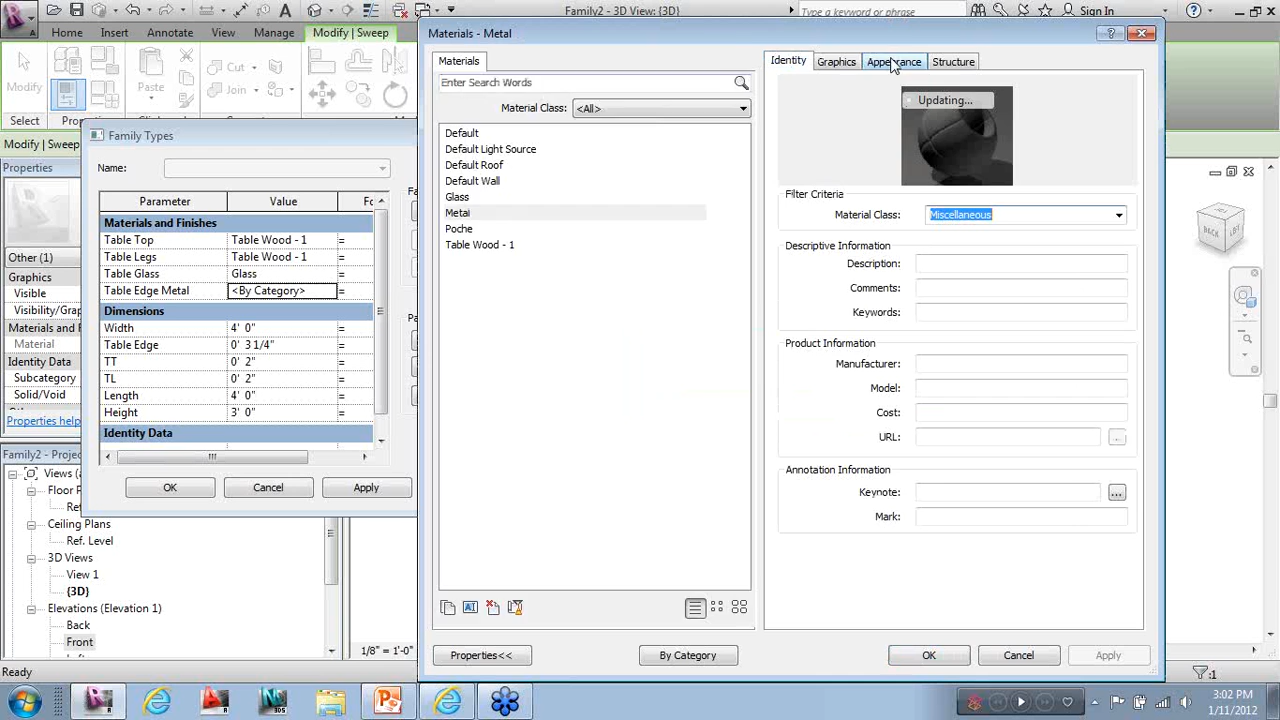 Family2 - 3D View: {3D}
Type a keyword or phrase
Sign In
Home Insert Annotate View Manage Modify | Sweep
Materials - Metal
Modify
Paste
Cut
Join
Select
Modify | Sweep
Properties
Other (1)
Graphics
Visible
Visibility/Grap
Materials and F
Material
Identity Data
Subcategory
Solid/Void
Properties help
Family Types
Name:
Parameter Value Fo
Materials and Finishes
Table Top Table Wood - 1 =
Table Legs Table Wood - 1 =
Table Glass Glass =
Table Edge Metal <By Category> =
Dimensions
Width 4' 0" =
Table Edge 0' 3 1/4" =
TT 0' 2" =
TL 0' 2" =
Length 4' 0" =
Height 3' 0" =
Identity Data
OK Cancel Apply
Materials
Enter Search Words
Material Class: <All>
Default
Default Light Source
Default Roof
Default Wall
Glass
Metal
Poche
Table Wood - 1
Properties<< By Category
Identity Graphics Appearance Structure
Updating...
Filter Criteria
Material Class: Miscellaneous
Descriptive Information
Description:
Comments:
Keywords:
Product Information
Manufacturer:
Model:
Cost:
URL: ...
Annotation Information
Keynote: ...
Mark:
OK Cancel Apply
BACK LEFT
Family2 - Projec
Views (a
Floor P
Ref
Ceiling Plans
Ref. Level
3D Views
View 1
{3D}
Elevations (Elevation 1)
Back
Front
1/8" = 1'-0"
Ready
:1
3:02 PM
1/11/2012